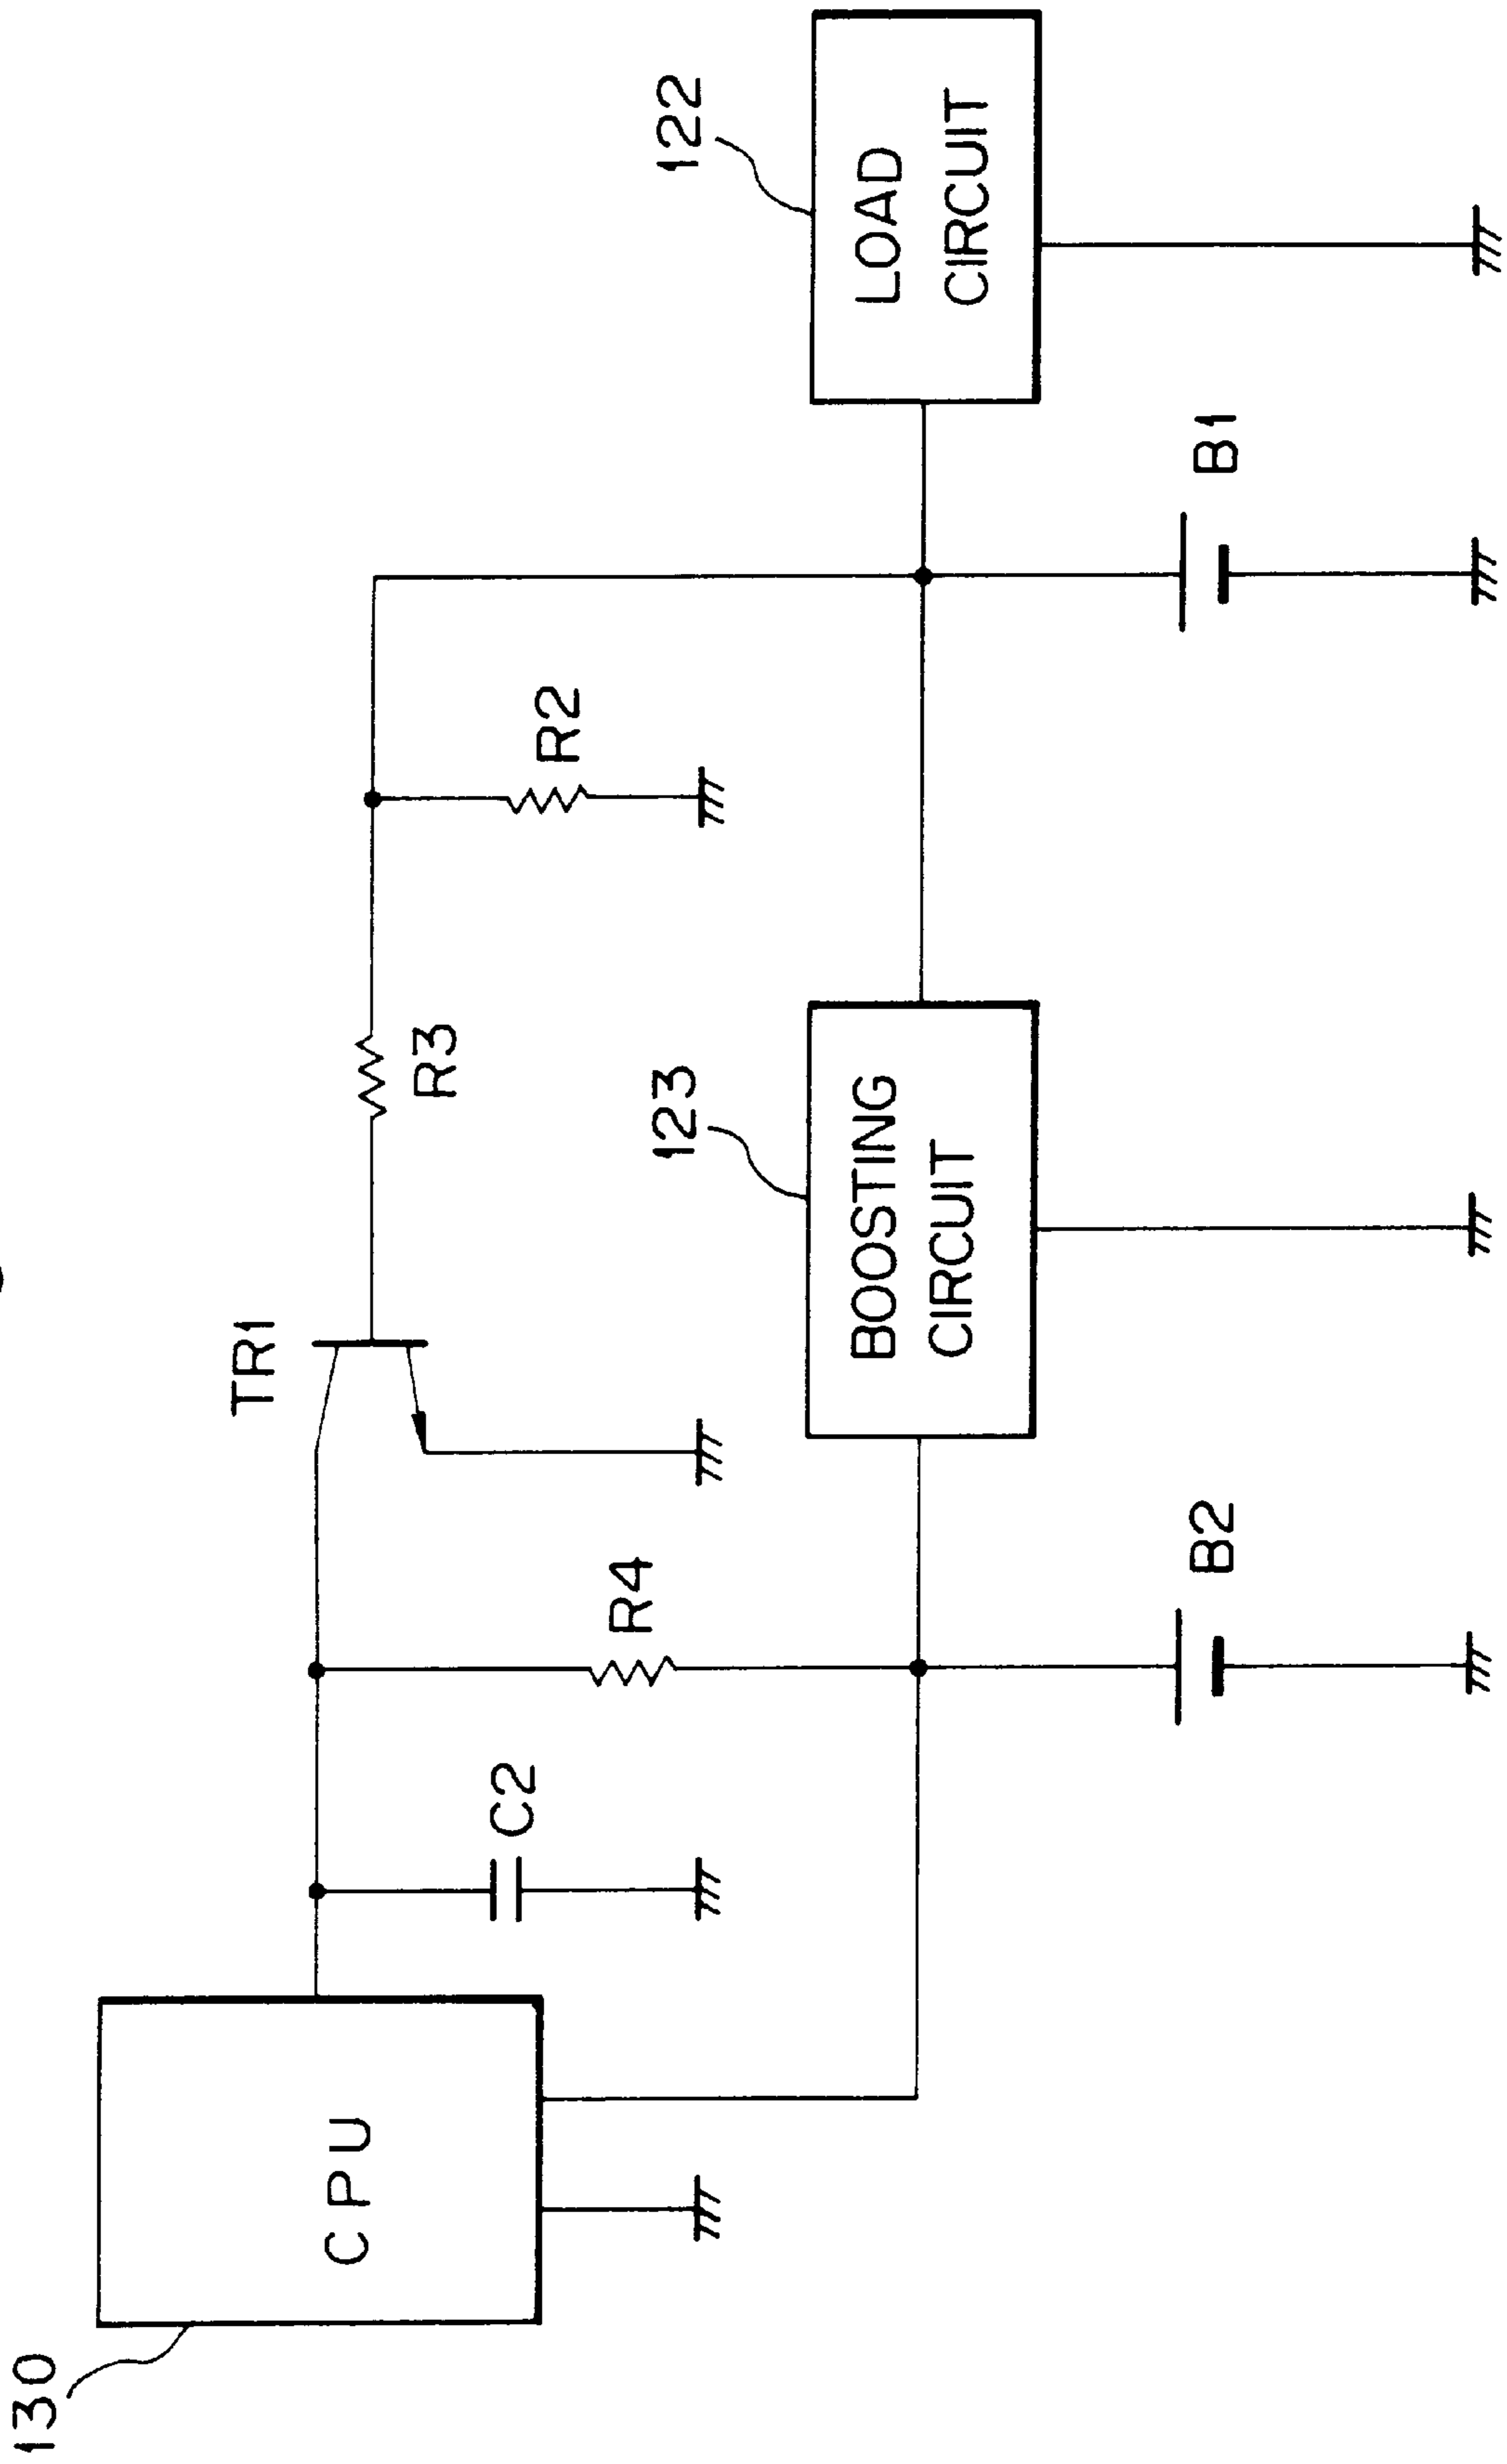 130
CPU
C2
R4
B2
TR1
R3
R2
123
BOOSTING
CIRCUIT
B1
122
LOAD
CIRCUIT